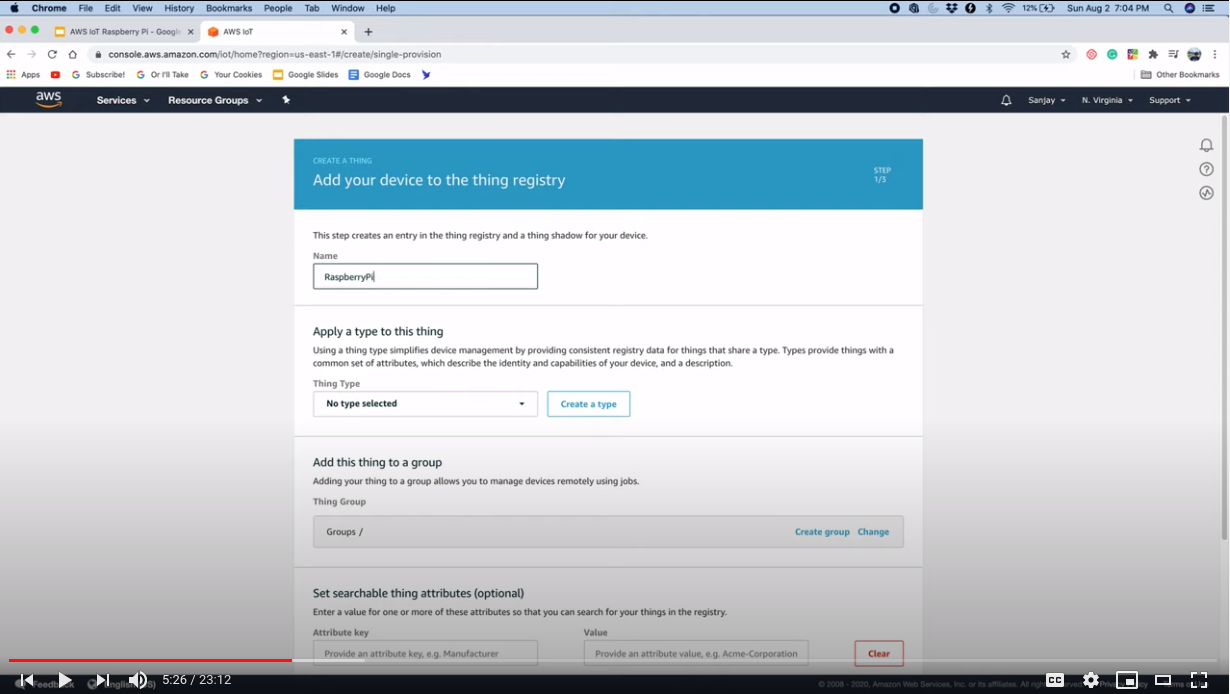 Chrome File Edit View History Bookmarks People Tab Window Help 12% Sun Aug 2 7:04 PM
AWS IoT Raspberry Pi - Googl AWS IoT
console.aws.amazon.com/iot/home?region=us-east-1#/create/single-provision
Apps Subscribe! Or I'll Take Your Cookies Google Slides Google Docs Other Bookmarks
aws Services Resource Groups Sanjay N. Virginia Support
CREATE A THING
Add your device to the thing registry
STEP
1/3
This step creates an entry in the thing registry and a thing shadow for your device.
Name
RaspberryPi
Apply a type to this thing
Using a thing type simplifies device management by providing consistent registry data for things that share a type. Types provide things with a
common set of attributes, which describe the identity and capabilities of your device, and a description.
Thing Type
No type selected Create a type
Add this thing to a group
Adding your thing to a group allows you to manage devices remotely using jobs.
Thing Group
Groups / Create group Change
Set searchable thing attributes (optional)
Enter a value for one or more of these attributes so that you can search for your things in the registry.
Attribute key Value
Provide an attribute key, e.g. Manufacturer Provide an attribute value, e.g. Acme-Corporation Clear
5:26 / 23:12 CC
© 2008 - 2020, Amazon Web Services, Inc. or its affiliates.